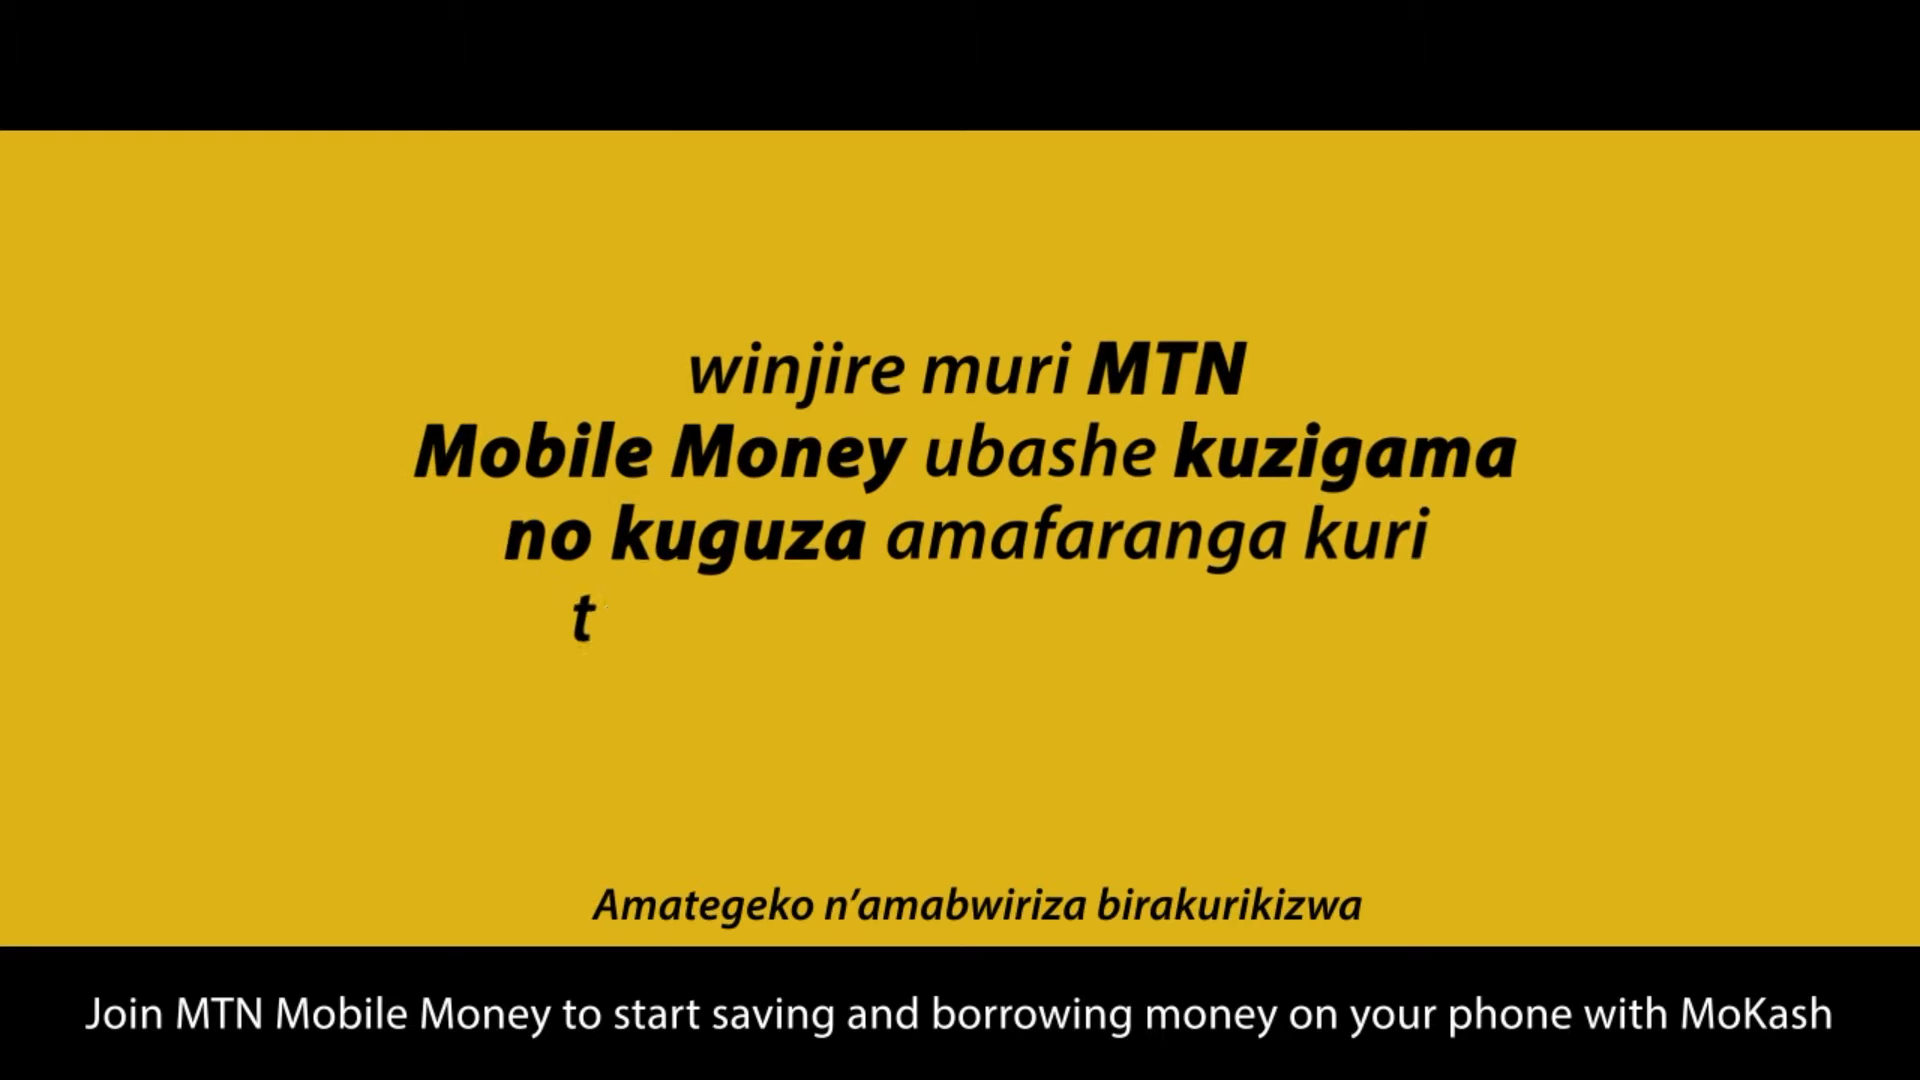 winjire muri MTN
Mobile Money ubashe kuzigama
no kuguza amafaranga kuri
t
Amategeko n’amabwiriza birakurikizwa
Join MTN Mobile Money to start saving and borrowing money on your phone with MoKash